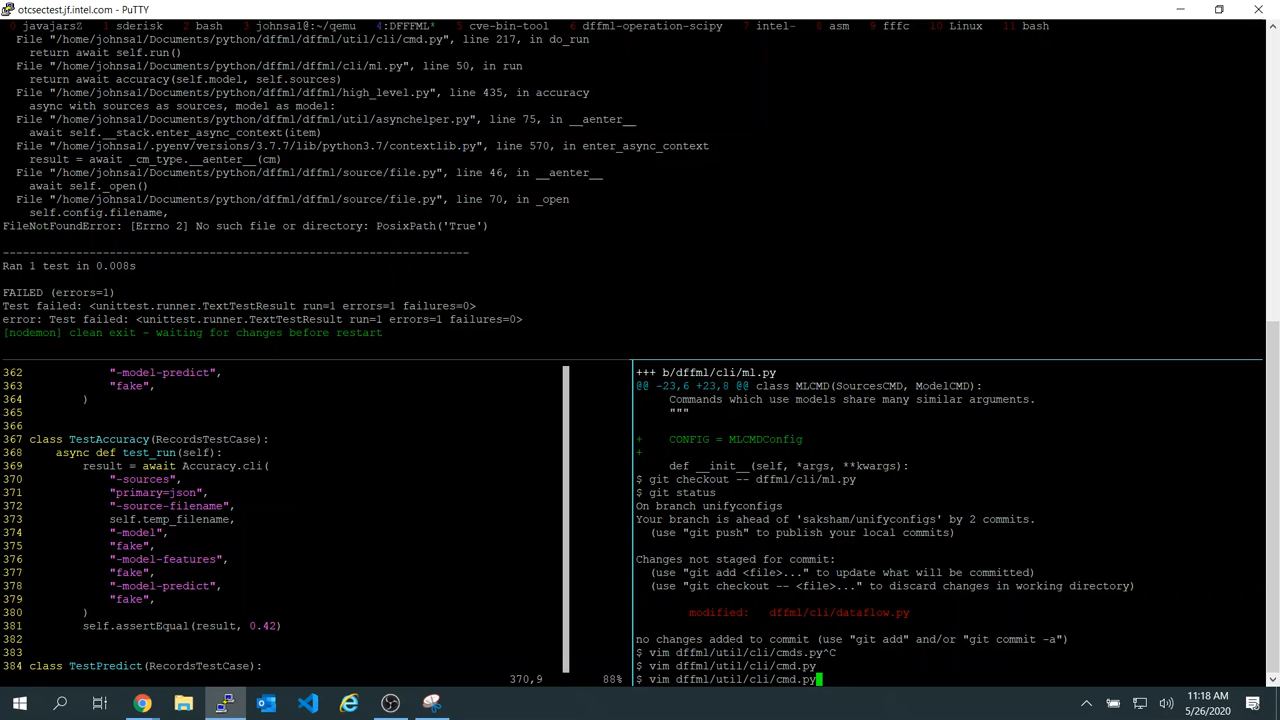 otcsectest.jf.intel.com - PuTTY
0 javajarsZ 1 sderisk 2 bash 3 johnsa1@:~/qemu 4:DFFFML* 5 cve-bin-tool 6 dffml-operation-scipy 7 intel- 8 asm 9 fffc 10 Linux 11 bash
File "/home/johnsa1/Documents/python/dffml/dffml/util/cli/cmd.py", line 217, in do_run
return await self.run()
File "/home/johnsa1/Documents/python/dffml/dffml/cli/ml.py", line 50, in run
return await accuracy(self.model, self.sources)
File "/home/johnsa1/Documents/python/dffml/dffml/high_level.py", line 435, in accuracy
async with sources as sources, model as model:
File "/home/johnsa1/Documents/python/dffml/dffml/util/asynchelper.py", line 75, in __aenter__
await self.__stack.enter_async_context(item)
File "/home/johnsa1/.pyenv/versions/3.7.7/lib/python3.7/contextlib.py", line 570, in enter_async_context
result = await _cm_type.__aenter__(cm)
File "/home/johnsa1/Documents/python/dffml/dffml/source/file.py", line 46, in __aenter__
await self._open()
File "/home/johnsa1/Documents/python/dffml/dffml/source/file.py", line 70, in _open
self.config.filename,
FileNotFoundError: [Errno 2] No such file or directory: PosixPath('True')
----------------------------------------------------------------------
Ran 1 test in 0.008s
FAILED (errors=1)
Test failed: <unittest.runner.TextTestResult run=1 errors=1 failures=0>
error: Test failed: <unittest.runner.TextTestResult run=1 errors=1 failures=0>
[nodemon] clean exit - waiting for changes before restart
362 "-model-predict",
363 "fake",
364 )
365
366
367 class TestAccuracy(RecordsTestCase):
368 async def test_run(self):
369 result = await Accuracy.cli(
370 "-sources",
371 "primary=json",
372 "-source-filename",
373 self.temp_filename,
374 "-model",
375 "fake",
376 "-model-features",
377 "fake",
378 "-model-predict",
379 "fake",
380 )
381 self.assertEqual(result, 0.42)
382
383
384 class TestPredict(RecordsTestCase):
370,9 88%
+++ b/dffml/cli/ml.py
@@ -23,6 +23,8 @@ class MLCMD(SourcesCMD, ModelCMD):
Commands which use models share many similar arguments.
"""
+ CONFIG = MLCMDConfig
+
def __init__(self, *args, **kwargs):
$ git checkout -- dffml/cli/ml.py
$ git status
On branch unifyconfigs
Your branch is ahead of 'saksham/unifyconfigs' by 2 commits.
(use "git push" to publish your local commits)
Changes not staged for commit:
(use "git add <file>..." to update what will be committed)
(use "git checkout -- <file>..." to discard changes in working directory)
modified: dffml/cli/dataflow.py
no changes added to commit (use "git add" and/or "git commit -a")
$ vim dffml/util/cli/cmds.py^C
$ vim dffml/util/cli/cmd.py
$ vim dffml/util/cli/cmd.py
11:18 AM
5/26/2020